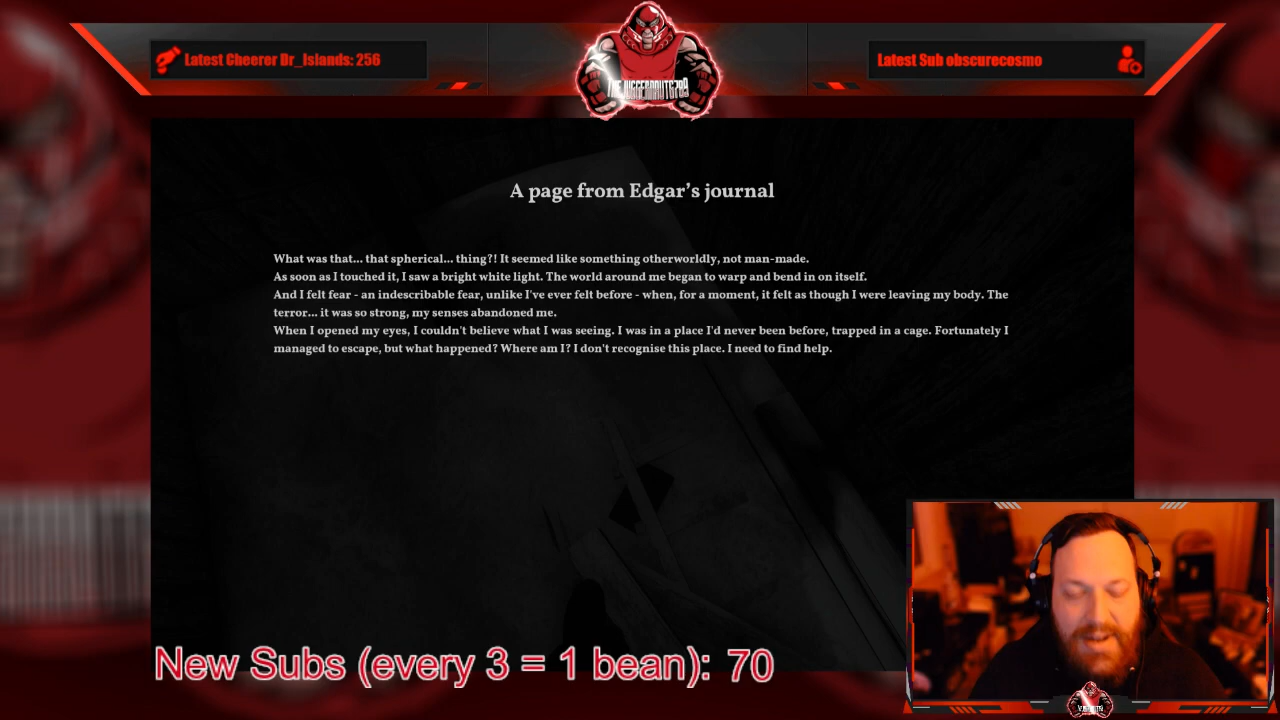 Latest Cheerer Dr_Islands: 256
THEJUGGERNAUTG789
Latest Sub obscurecosmo
A page from Edgar's journal
What was that... that spherical... thing?! It seemed like something otherworldly, not man-made.
As soon as I touched it, I saw a bright white light. The world around me began to warp and bend in on itself.
And I felt fear - an indescribable fear, unlike I've ever felt before - when, for a moment, it felt as though I were leaving my body. The
terror... it was so strong, my senses abandoned me.
When I opened my eyes, I couldn't believe what I was seeing. I was in a place I'd never been before, trapped in a cage. Fortunately I
managed to escape, but what happened? Where am I? I don't recognise this place. I need to find help.
New Subs (every 3 = 1 bean): 70